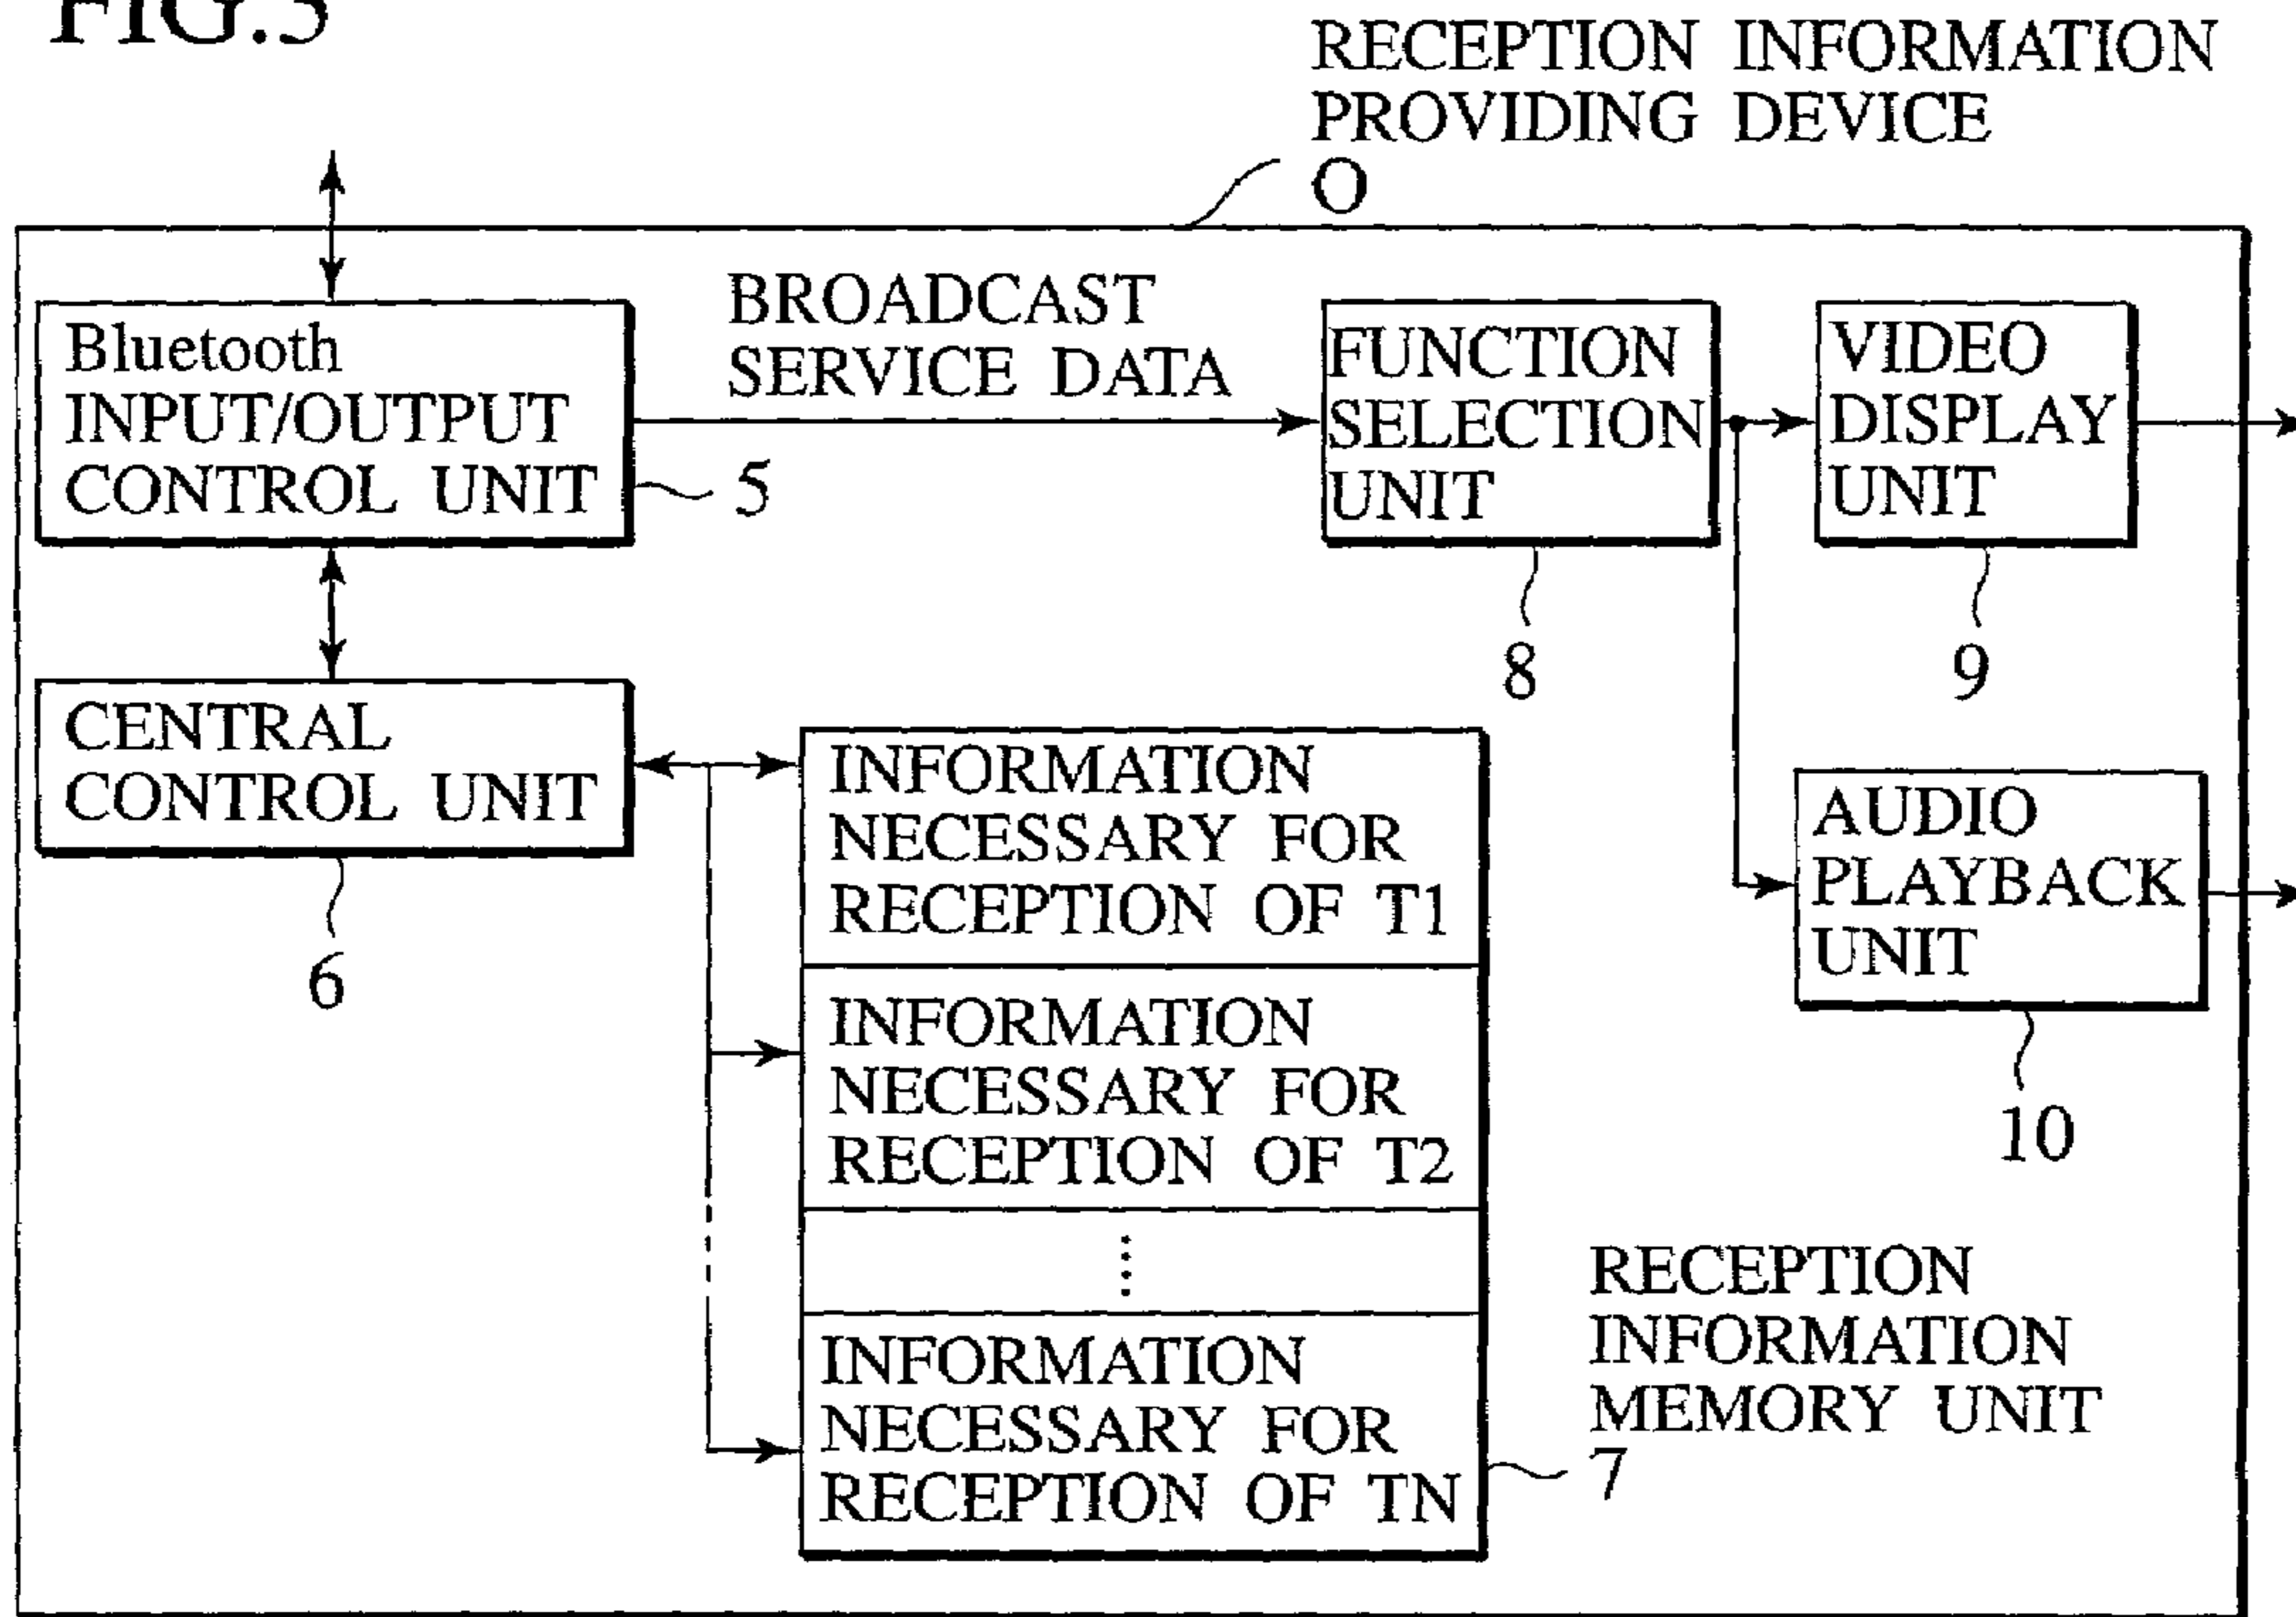 RECEPTION INFORMATION
PROVIDING DEVICE
O
Bluetooth
INPUT/OUTPUT
CONTROL UNIT
5
BROADCAST
SERVICE DATA
FUNCTION
SELECTION
UNIT
8
VIDEO
DISPLAY
UNIT
9
CENTRAL
CONTROL UNIT
6
INFORMATION
NECESSARY FOR
RECEPTION OF T1
INFORMATION
NECESSARY FOR
RECEPTION OF T2
INFORMATION
NECESSARY FOR
RECEPTION OF TN
AUDIO
PLAYBACK
UNIT
10
RECEPTION
INFORMATION
MEMORY UNIT
7